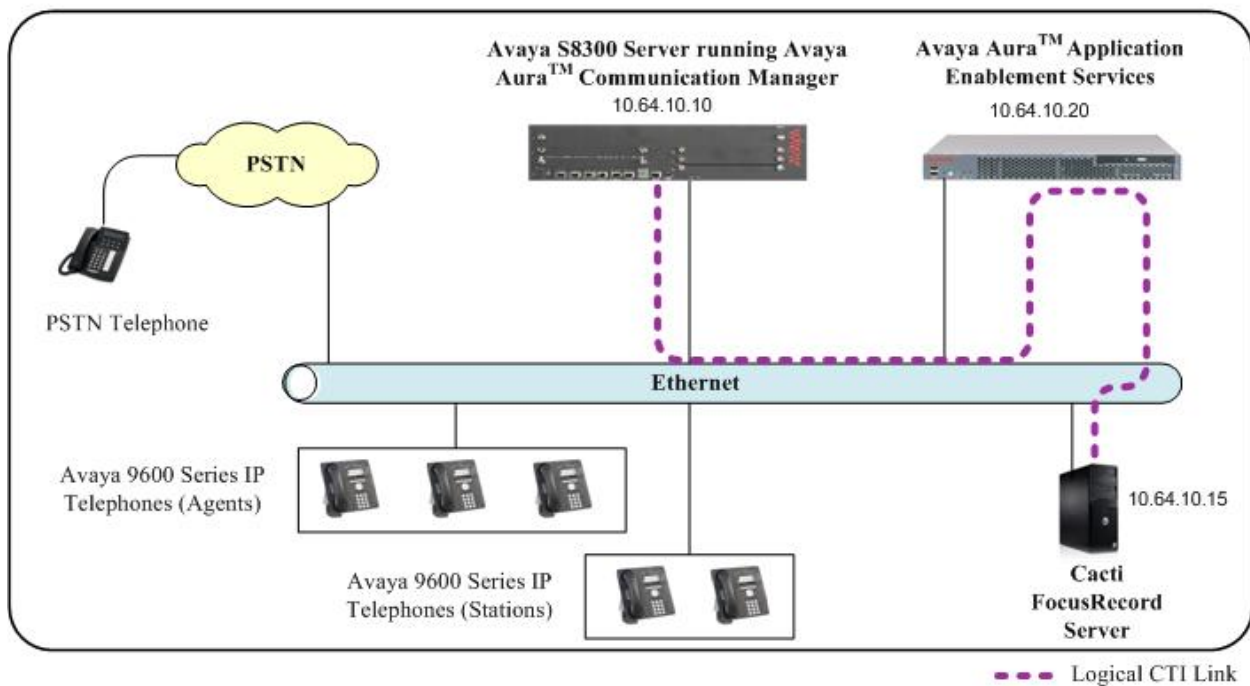 Avaya S8300 Server running Avaya
Aura™ Communication Manager
10.64.10.10
Avaya Aura™ Application
Enablement Services
10.64.10.20
PSTN
PSTN Telephone
Ethernet
Avaya 9600 Series IP
Telephones (Agents)
10.64.10.15
Avaya 9600 Series IP
Telephones (Stations)
Cacti
FocusRecord
Server
Logical CTI Link